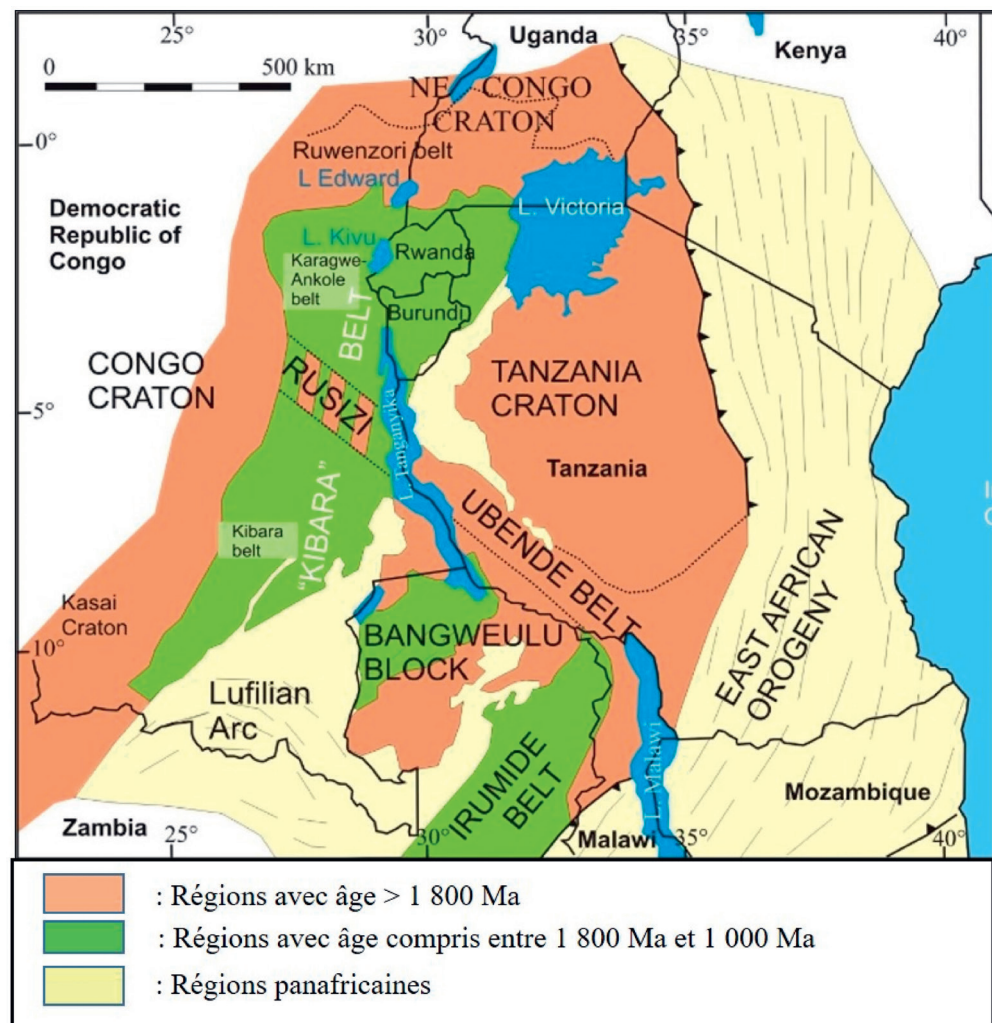 25°
30°
Uganda
35°
Kenya
40°
0
500 km
NE CONGO
CRATON
0°
Ruwenzori belt
L Edward
Democratic
Republic of
Congo
L. Victoria
L. Kivu
Rwanda
Karagwe-
Ankole
belt
BELT
Burundi
CONGO
CRATON
RUSIZI
TANZANIA
CRATON
5°
L. Tanganyika
Tanzania
UBENDE BELT
"KIBARA"
Kibara
belt
EAST AFRICAN
OROGENY
Kasai
Craton
10°
BANGWEULU
BLOCK
Lufilian
Arc
IRUMIDE
BELT
L. Malawi
Mozambique
Zambia
25°
30°
Malawi
35°
40°
: Régions avec âge > 1 800 Ma
: Régions avec âge compris entre 1 800 Ma et 1 000 Ma
: Régions panafricaines